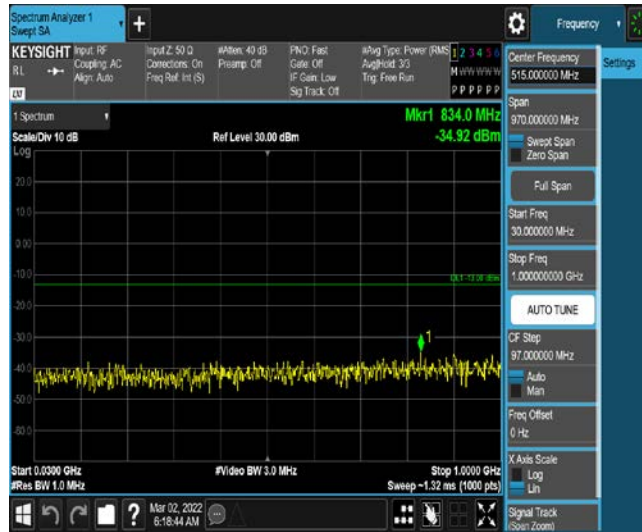 Spectrum Analyzer 1
Swept SA
+
Frequency
KEYSIGHT
RL
LXI
Input: RF
Coupling: AC
Align: Auto
Input Z: 50 Ω
Corrections: On
Freq Ref: Int (S)
#Atten: 40 dB
Preamp: Off
PNO: Fast
Gate: Off
IF Gain: Low
Sig Track: Off
#Avg Type: Power (RMS
Avg|Hold: 3/3
Trig: Free Run
1 2 3 4 5 6
M W W W W W
P P P P P P
1 Spectrum
Scale/Div 10 dB
Ref Level 30.00 dBm
Mkr1 834.0 MHz
-34.92 dBm
Log
20.0
10.0
0.00
-10.0
DL1 -13.00 dBm
-20.0
-30.0
1
-40.0
-50.0
-60.0
Start 0.0300 GHz
#Video BW 3.0 MHz
Stop 1.0000 GHz
#Res BW 1.0 MHz
Sweep ~1.32 ms (1000 pts)
?
Mar 02, 2022
6:18:44 AM
Center Frequency
515.000000 MHz
Settings
Span
970.000000 MHz
Swept Span
Zero Span
Full Span
Start Freq
30.000000 MHz
Stop Freq
1.000000000 GHz
AUTO TUNE
CF Step
97.000000 MHz
Auto
Man
Freq Offset
0 Hz
X Axis Scale
Log
Lin
Signal Track
(Span Zoom)